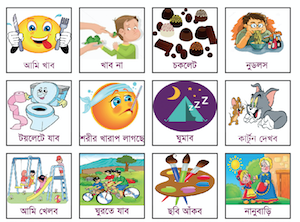 আমি খাব
খাব না
চকলেট
নুডলস
টয়লেটে যাব
শরীর খারাপ লাগছে
ঘুমাব
কার্টুন দেখব
আমি খেলব
ঘুরতে যাব
ছবি আঁকব
নানুবাড়ি